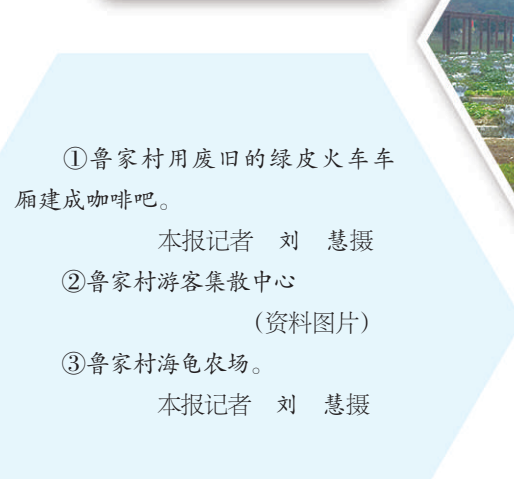 ①鲁家村用废旧的绿皮火车车
厢建成咖啡吧。
本报记者　刘　慧摄
②鲁家村游客集散中心
(资料图片)
③鲁家村海龟农场。
本报记者　刘　慧摄